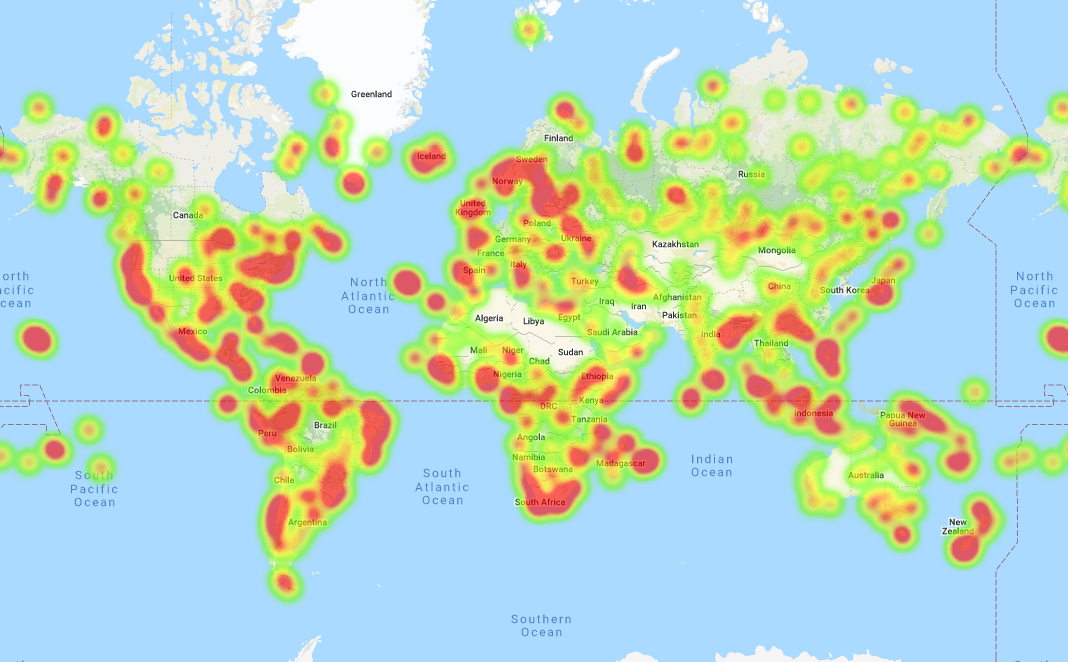 Greenland
Iceland
Finland
Sweden
Norway
Russia
United
Kingdom
Canada
Poland
Germany
Ukraine
France
Kazakhstan
Mongolia
United States
Spain
Italy
Turkey
North
Atlantic
Ocean
orth
acific
cean
North
Pacific
Ocean
China
South Korea
Japan
Afghanistan
Iraq
Iran
Pakistan
Algeria
Libya
Egypt
Saudi Arabia
Mexico
India
Thailand
Mali
Niger
Chad
Sudan
Nigeria
Ethiopia
Venezuela
Colombia
Kenya
DRC
Tanzania
Indonesia
Papua New
Guinea
Peru
Brazil
Bolivia
Angola
Namibia
Botswana
Madagascar
Indian
Ocean
South
Pacific
Ocean
South
Atlantic
Ocean
Chile
Australia
South Africa
Argentina
New
Zealand
Southern
Ocean